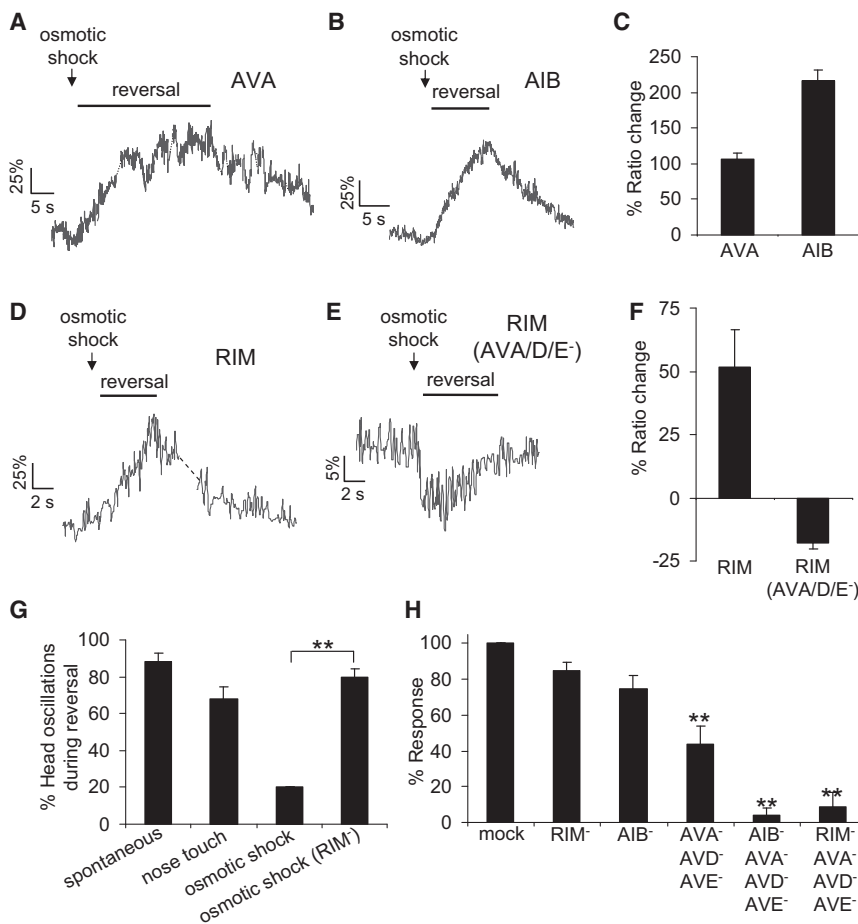 A
osmotic
shock
reversal
AVA
25%
5 s
B
osmotic
shock
reversal
AIB
25%
5 s
C
% Ratio change
250
200
150
100
50
0
AVA
AIB
D
osmotic
shock
reversal
RIM
25%
2 s
E
osmotic
shock
reversal
RIM
(AVA/D/E-)
5%
2 s
F
% Ratio change
75
50
25
0
-25
RIM
RIM
(AVA/D/E-)
G
% Head oscillations
during reversal
100
80
60
40
20
0
**
spontaneous
nose touch
osmotic shock
osmotic shock (RIM-)
H
% Response
100
80
60
40
20
0
**
**
**
mock
RIM-
AIB-
AVA-
AVD-
AVE-
AIB-
AVA-
AVD-
AVE-
RIM-
AVA-
AVD-
AVE-